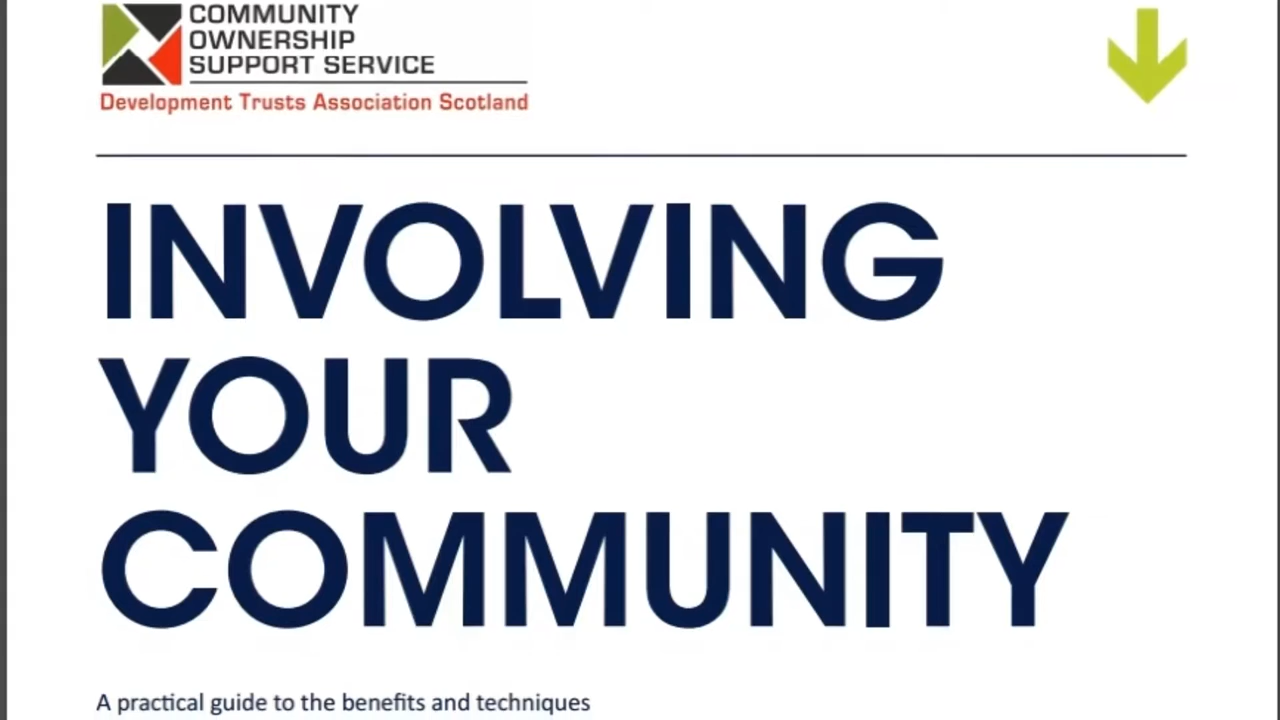 COMMUNITY
OWNERSHIP
SUPPORT SERVICE
Development Trusts Association Scotland
INVOLVING
YOUR
COMMUNITY
A practical guide to the benefits and techniques